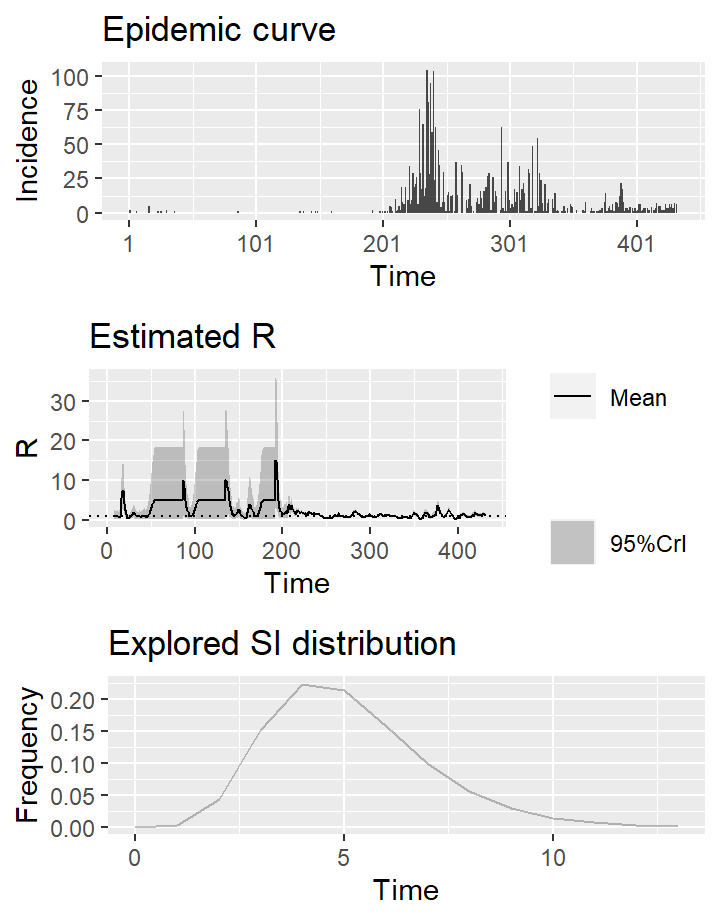 Epidemic curve
Incidence
100
75
50
25
0
1 101 201 301 401
Time
Estimated R
R
30
20
10
0
0 100 200 300 400
Time
Mean
95%CrI
Explored SI distribution
Frequency
0.20
0.15
0.10
0.05
0.00
0 5 10
Time